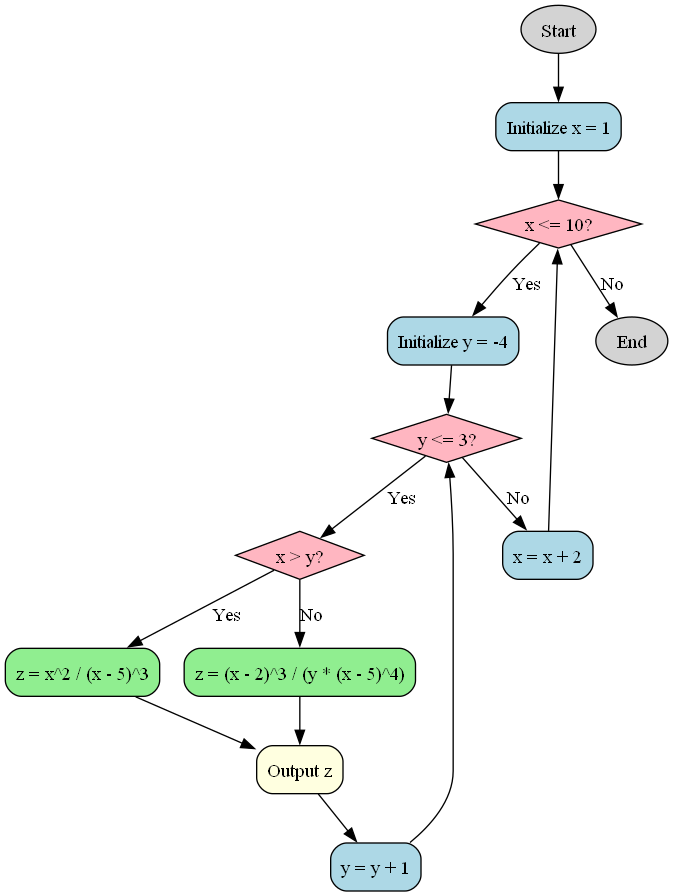 Start
Initialize x = 1
x <= 10?
Yes
No
Initialize y = -4
End
y <= 3?
Yes
No
x > y?
x = x + 2
Yes
No
z = x^2 / (x - 5)^3
z = (x - 2)^3 / (y * (x - 5)^4)
Output z
y = y + 1